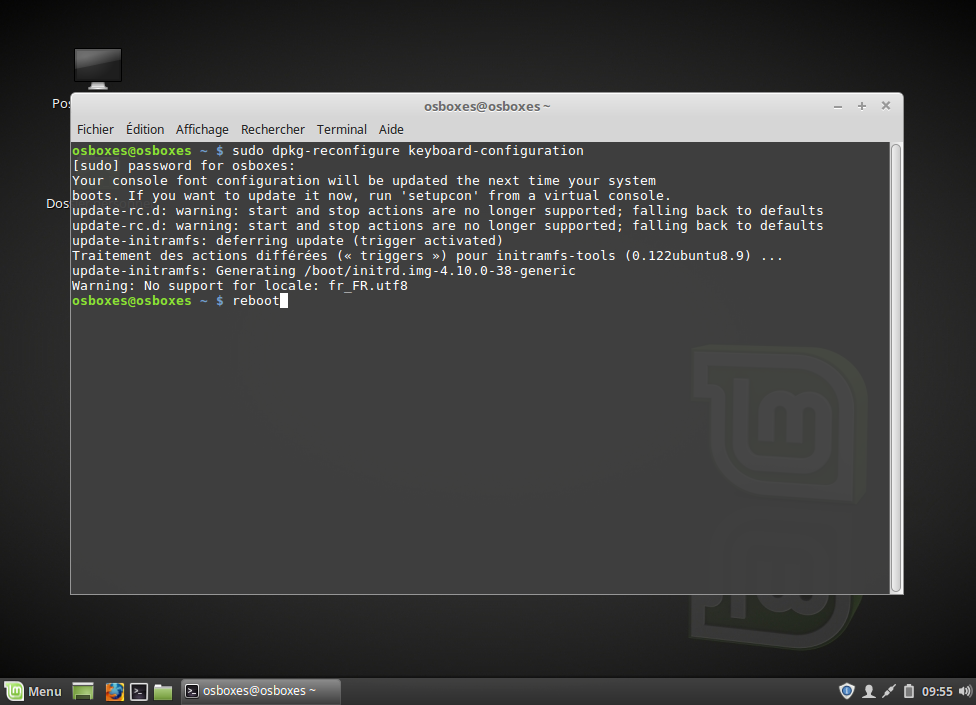 Pos
Dos
osboxes@osboxes ~
Fichier Édition Affichage Rechercher Terminal Aide
osboxes@osboxes ~ $ sudo dpkg-reconfigure keyboard-configuration
[sudo] password for osboxes:
Your console font configuration will be updated the next time your system
boots. If you want to update it now, run 'setupcon' from a virtual console.
update-rc.d: warning: start and stop actions are no longer supported; falling back to defaults
update-rc.d: warning: start and stop actions are no longer supported; falling back to defaults
update-initramfs: deferring update (trigger activated)
Traitement des actions différées (« triggers ») pour initramfs-tools (0.122ubuntu8.9) ...
update-initramfs: Generating /boot/initrd.img-4.10.0-38-generic
Warning: No support for locale: fr_FR.utf8
osboxes@osboxes ~ $ reboot
Menu
osboxes@osboxes ~
09:55